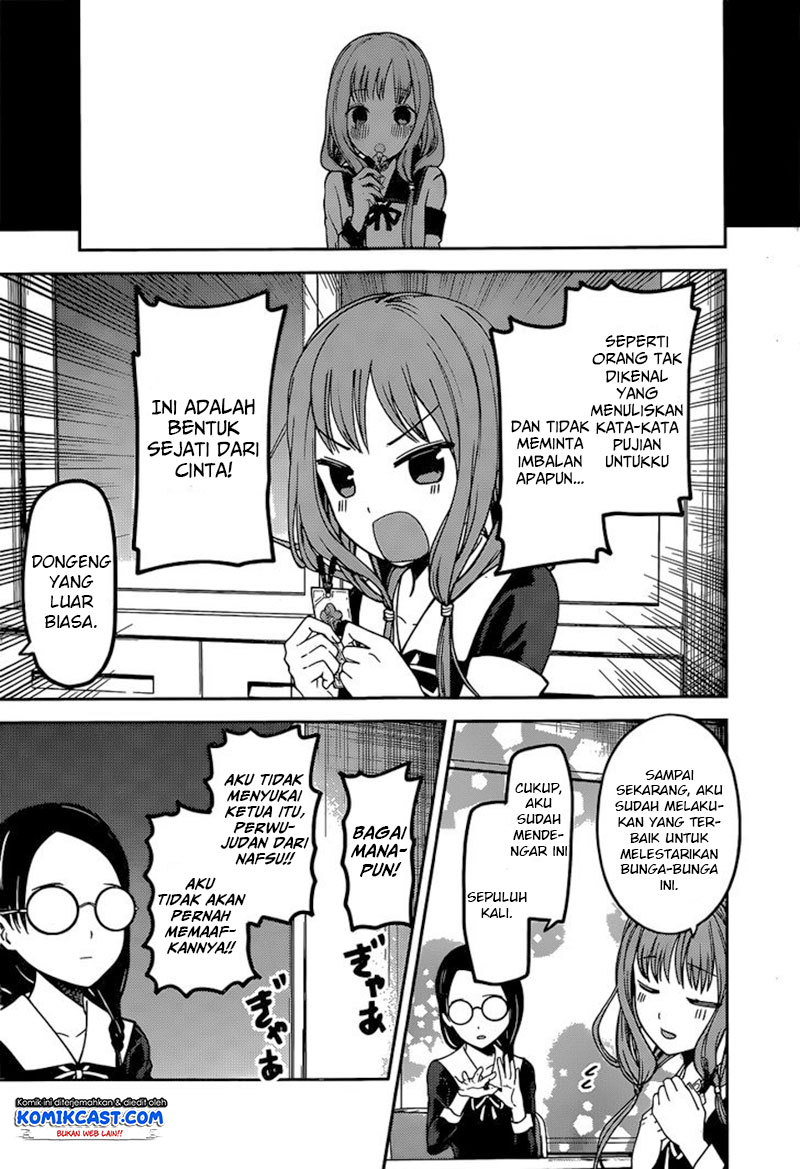 SEPERTI
ORANG TAK
DIKENAL
YANG
MENULISKAN
KATA-KATA
PUJIAN
UNTUKKU
DAN TIDAK
MEMINTA
IMBALAN
APAPUN...
INI ADALAH
BENTUK
SEJATI DARI
CINTA!
DONGENG
YANG
LUAR
BIASA.
SAMPAI
SEKARANG, AKU
SUDAH MELAKU-
KAN YANG TER-
BAIK UNTUK
MELESTARIKAN
BUNGA-BUNGA
INI.
CUKUP,
AKU
SUDAH
MENDE-
NGAR INI
SEPULUH
KALI.
BAGAI
MANA-
PUN!
AKU TIDAK
MENYUKAI
KETUA ITU,
PERWU-
JUDAN DARI
NAFSU!!
AKU
TIDAK AKAN
PERNAH
MEMAAF-
KANNYA!!
ぎゃあ
ぎゃあ
Komik ini diterjemahkan & diedit oleh
KOMIKCAST.COM
BUKAN WEB LAIN!!